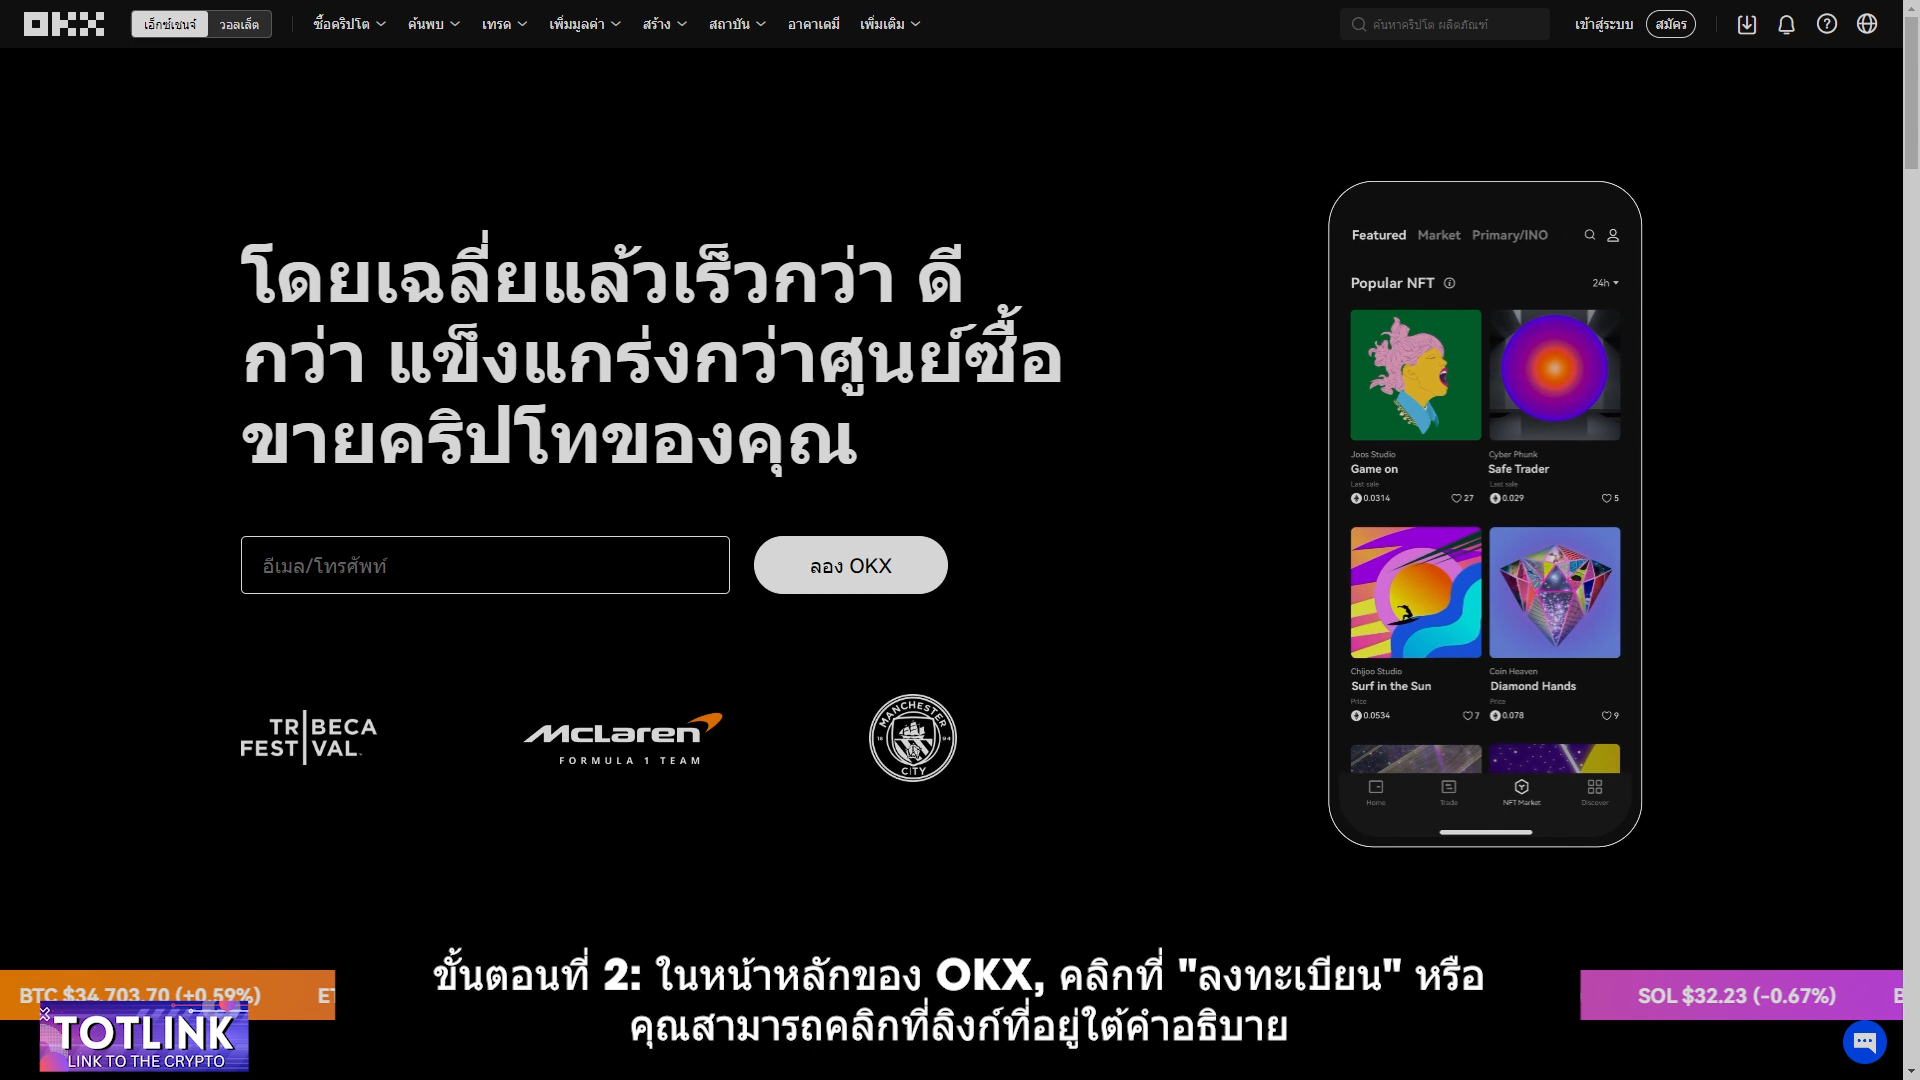 OKX
เอ็กซ์เชนจ์ วอลเล็ต ซื้อคริปโต ค้นพบ เทรด เพิ่มมูลค่า สร้าง สถาบัน อาคาเดมี เพิ่มเติม ค้นหาคริปโต ผลิตภัณฑ์ เข้าสู่ระบบ สมัคร
โดยเฉลี่ยแล้วเร็วกว่า ดี
กว่า แข็งแกร่งกว่าศูนย์ซื้อ
ขายคริปโทของคุณ
อีเมล/โทรศัพท์ ลอง OKX
TRIBECA
FESTIVAL
McLaren
FORMULA 1 TEAM
MANCHESTER
18 94
CITY
Featured Market Primary/INO
Popular NFT 24h
Joos Studio Cyber Phunk
Game on Safe Trader
Last sale Last sale
0.0314 27 0.029 5
Chijoo Studio Coin Heaven
Surf in the Sun Diamond Hands
Price Price
0.0534 7 0.078 9
Home Trade NFT Market Discover
BTC $34,703.70 (+0.59%) ET
SOL $32.23 (-0.67%) B
ขั้นตอนที่ 2: ในหน้าหลักของ OKX, คลิกที่ "ลงทะเบียน" หรือ
คุณสามารถคลิกที่ลิงก์ที่อยู่ใต้คำอธิบาย
TOTLINK
LINK TO THE CRYPTO